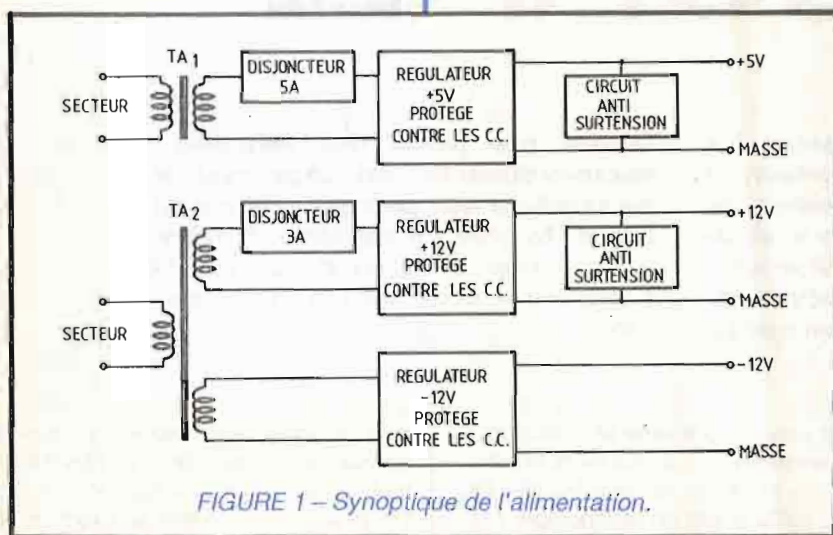 TA 1
SECTEUR
DISJONCTEUR
5A
REGULATEUR
+5V
PROTEGE
CONTRE LES C.C.
CIRCUIT
ANTI
SURTENSION
+5V
MASSE
TA 2
SECTEUR
DISJONCTEUR
3A
REGULATEUR
+12V
PROTEGE
CONTRE LES C.C.
CIRCUIT
ANTI
SURTENSION
+12V
MASSE
REGULATEUR
-12V
PROTEGE
CONTRE LES C.C.
-12V
MASSE
FIGURE 1 – Synoptique de l'alimentation.